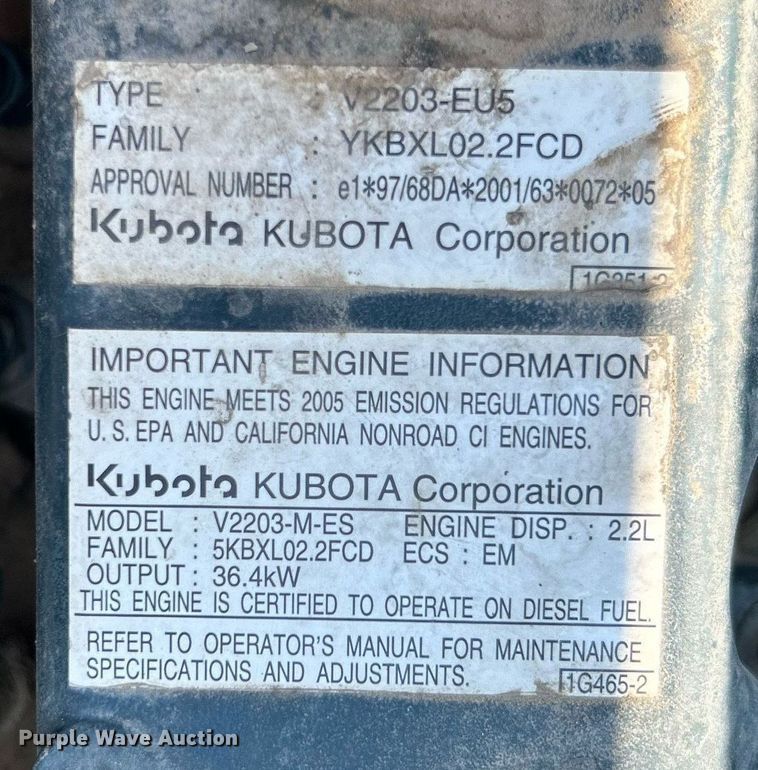 TYPE : V2203-EU5
FAMILY : YKBXL02.2FCD
APPROVAL NUMBER : e1*97/68DA*2001/63*0072*05
Kubota KUBOTA Corporation
1G351-2
IMPORTANT ENGINE INFORMATION
THIS ENGINE MEETS 2005 EMISSION REGULATIONS FOR
U.S. EPA AND CALIFORNIA NONROAD CI ENGINES.
Kubota KUBOTA Corporation
MODEL : V2203-M-ES ENGINE DISP. : 2.2L
FAMILY : 5KBXL02.2FCD ECS : EM
OUTPUT : 36.4kW
THIS ENGINE IS CERTIFIED TO OPERATE ON DIESEL FUEL.
REFER TO OPERATOR'S MANUAL FOR MAINTENANCE
SPECIFICATIONS AND ADJUSTMENTS.
1G465-2
Purple Wave Auction